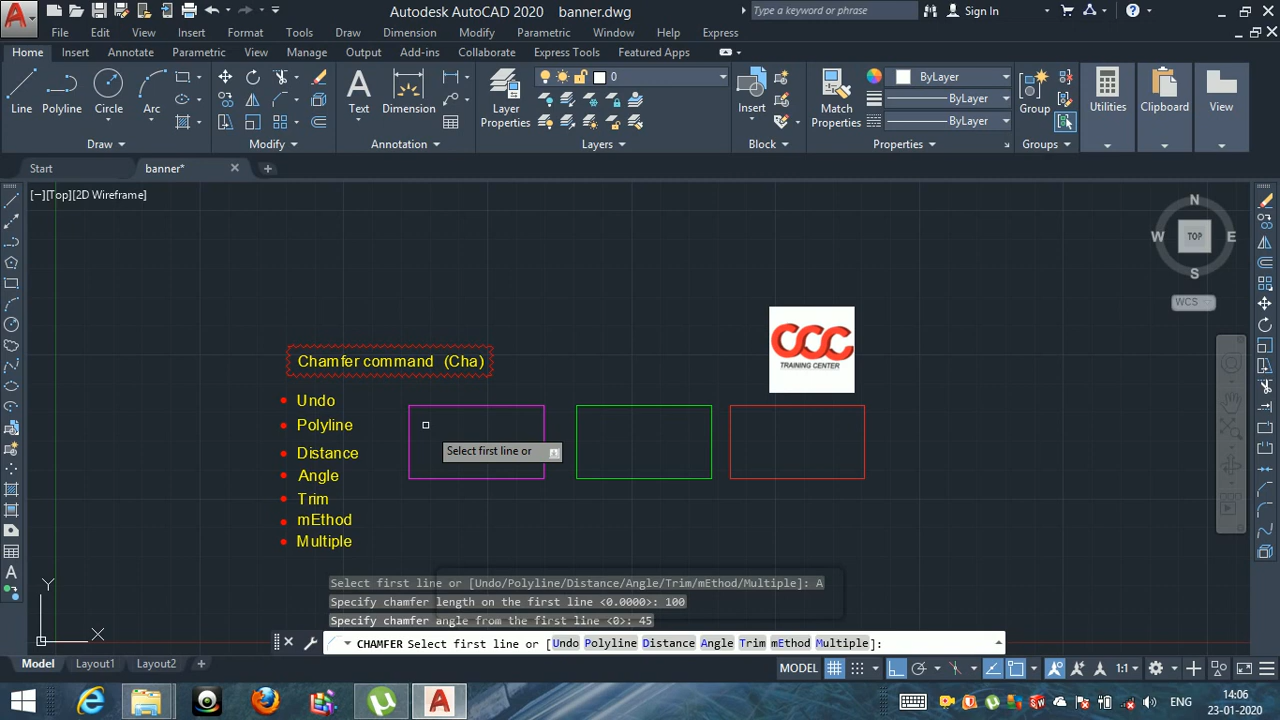 Autodesk AutoCAD 2020 banner.dwg
Type a keyword or phrase
Sign In
File Edit View Insert Format Tools Draw Dimension Modify Parametric Window Help Express
Home Insert Annotate Parametric View Manage Output Add-ins Collaborate Express Tools Featured Apps
0
ByLayer
ByLayer
ByLayer
Line Polyline Circle Arc
Text Dimension
Layer Properties
Insert
Match Properties
Group
Utilities Clipboard View
Draw Modify Annotation Layers Block Properties Groups
Start banner*
[−][Top][2D Wireframe]
N
W TOP E
S
WCS
CCC
TRAINING CENTER
Chamfer command (Cha)
Undo
Polyline
Distance
Angle
Trim
mEthod
Multiple
Select first line or
Y
X
Select first line or [Undo/Polyline/Distance/Angle/Trim/mEthod/Multiple]: A
Specify chamfer length on the first line <0.0000>: 100
Specify chamfer angle from the first line <0>: 45
CHAMFER Select first line or [Undo Polyline Distance Angle Trim mEthod Multiple]:
Model Layout1 Layout2 +
MODEL 1:1
ENG
14:06
23-01-2020